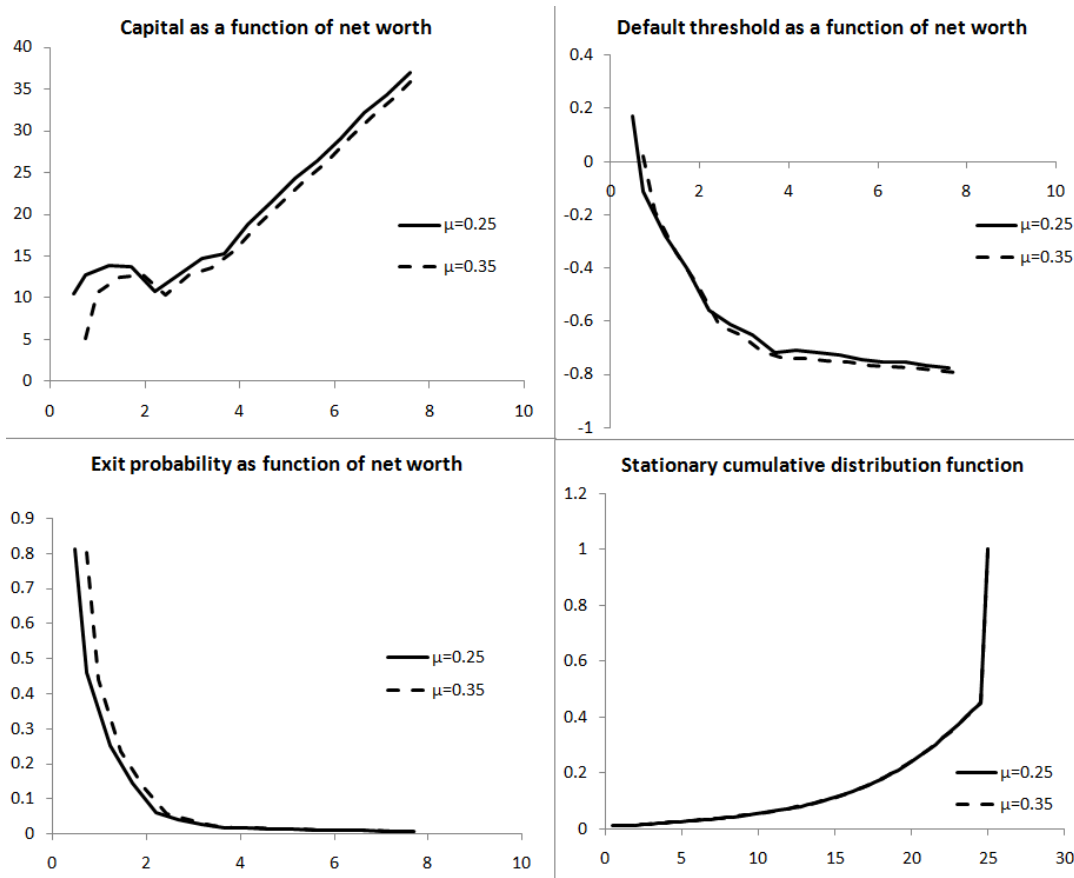 Capital as a function of net worth
40
35
30
25
20
15
10
5
0
0 2 4 6 8 10
μ=0.25
μ=0.35
Default threshold as a function of net worth
0.4
0.2
0
-0.2
-0.4
-0.6
-0.8
-1
0 2 4 6 8 10
μ=0.25
μ=0.35
Exit probability as function of net worth
0.9
0.8
0.7
0.6
0.5
0.4
0.3
0.2
0.1
0
0 2 4 6 8 10
μ=0.25
μ=0.35
Stationary cumulative distribution function
1.2
1
0.8
0.6
0.4
0.2
0
0 5 10 15 20 25 30
μ=0.25
μ=0.35